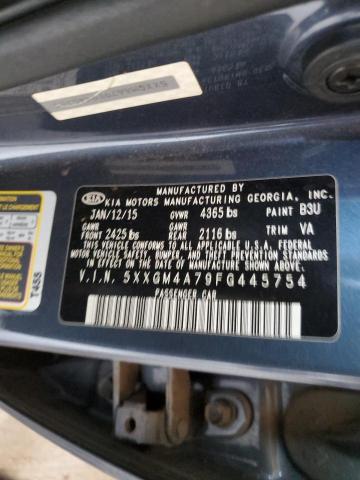 MANUFACTURED BY
KIA
KIA MOTORS MANUFACTURING GEORGIA, INC.
JAN/12/15 GVWR 4365 lbs PAINT B3U
GAWR GAWR
FRONT 2425 lbs REAR 2116 lbs TRIM VA
THIS VEHICLE CONFORMS TO ALL APPLICABLE U.S.
FEDERAL MOTOR VEHICLE SAFETY, BUMPER,
AND THEFT PREVENTION STANDARDS IN EFFECT
ON THE DATE OF MANUFACTURE SHOWN ABOVE.
V.I.N. 5XXGM4A79FG445754
PASSENGER CAR
T455